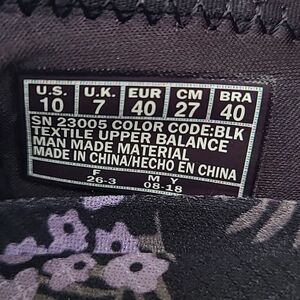 U.S. U.K. EUR CM BRA
10 7 40 27 40
SN 23005 COLOR CODE:BLK
TEXTILE UPPER BALANCE
MAN MADE MATERIAL
MADE IN CHINA/HECHO EN CHINA
F M Y
26-3 08-18